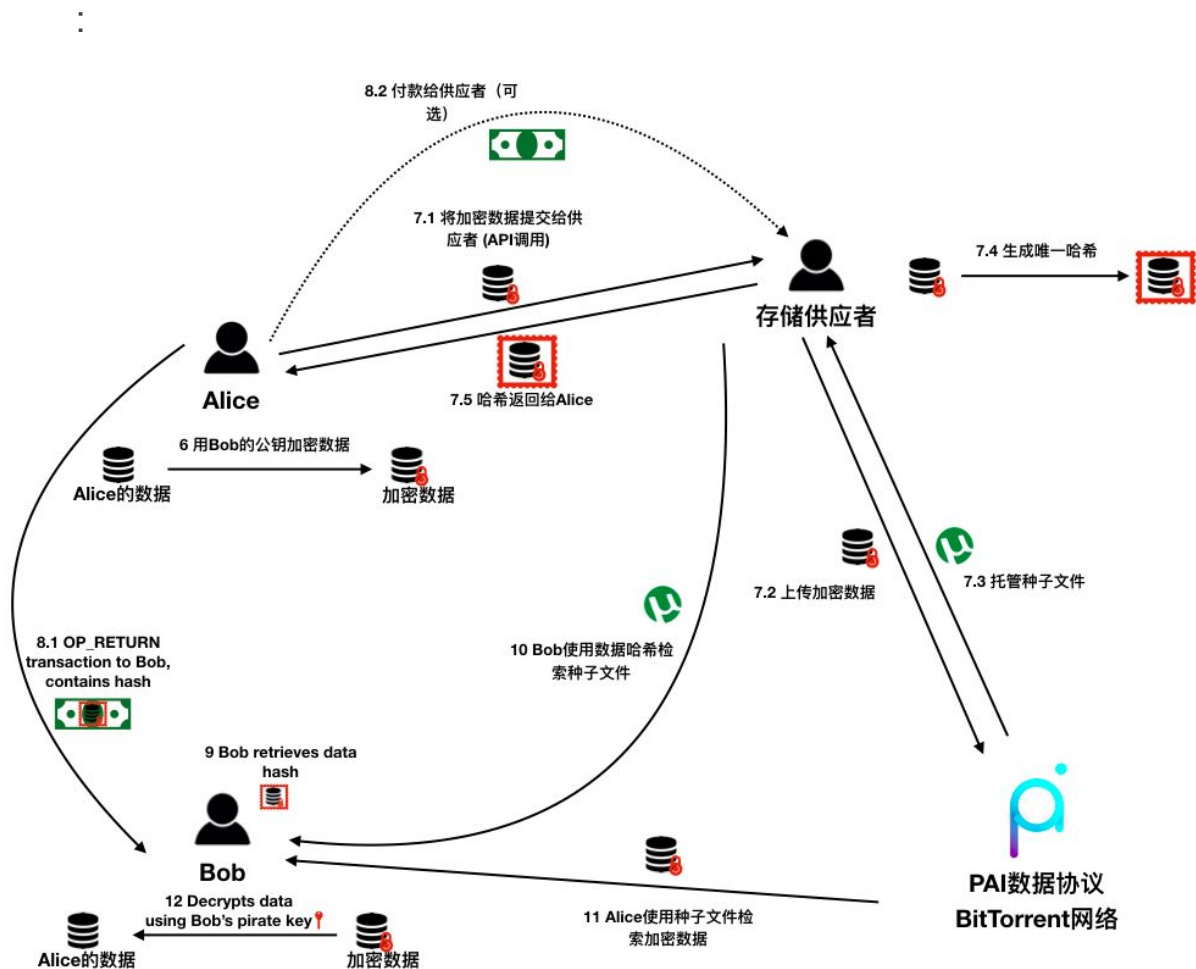 :
8.2 付款给供应者（可
选）
7.1 将加密数据提交给供
应者 (API调用)
7.4 生成唯一哈希
存储供应者
Alice
7.5 哈希返回给Alice
6 用Bob的公钥加密数据
Alice的数据
加密数据
7.2 上传加密数据
7.3 托管种子文件
8.1 OP_RETURN
transaction to Bob,
contains hash
10 Bob使用数据哈希检
索种子文件
9 Bob retrieves data
hash
Bob
PAI数据协议
BitTorrent网络
12 Decrypts data
using Bob's pirate key
11 Alice使用种子文件检
索加密数据
Alice的数据
加密数据